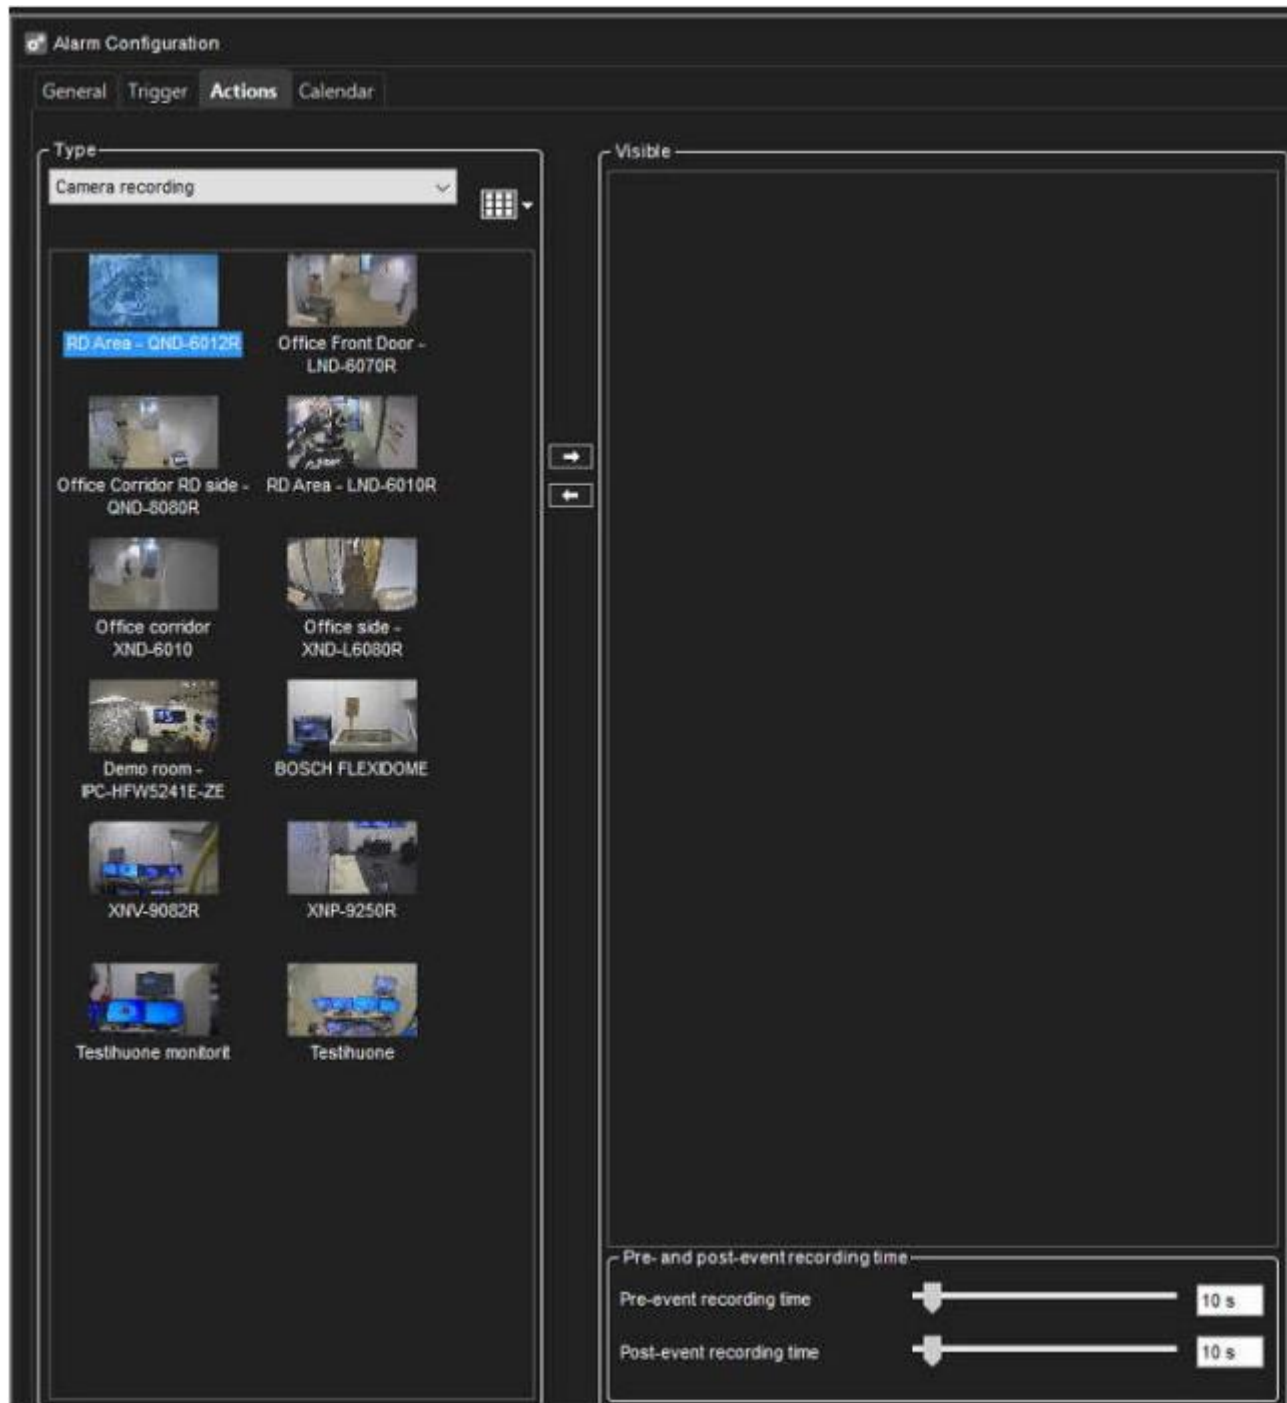 Alarm Configuration
General Trigger Actions Calendar
Type
Visible
Camera recording
RD Area - QND-6012R
Office Front Door -
LND-6070R
Office Corridor RD side -
QND-8080R
RD Area - LND-6010R
Office corridor
XND-6010
Office side -
XND-L6080R
Demo room -
IPC-HFW5241E-ZE
BOSCH FLEXIDOME
XNV-9082R
XNP-9250R
Testihuone monitorit
Testihuone
Pre- and post-event recording time
Pre-event recording time
10 s
Post-event recording time
10 s